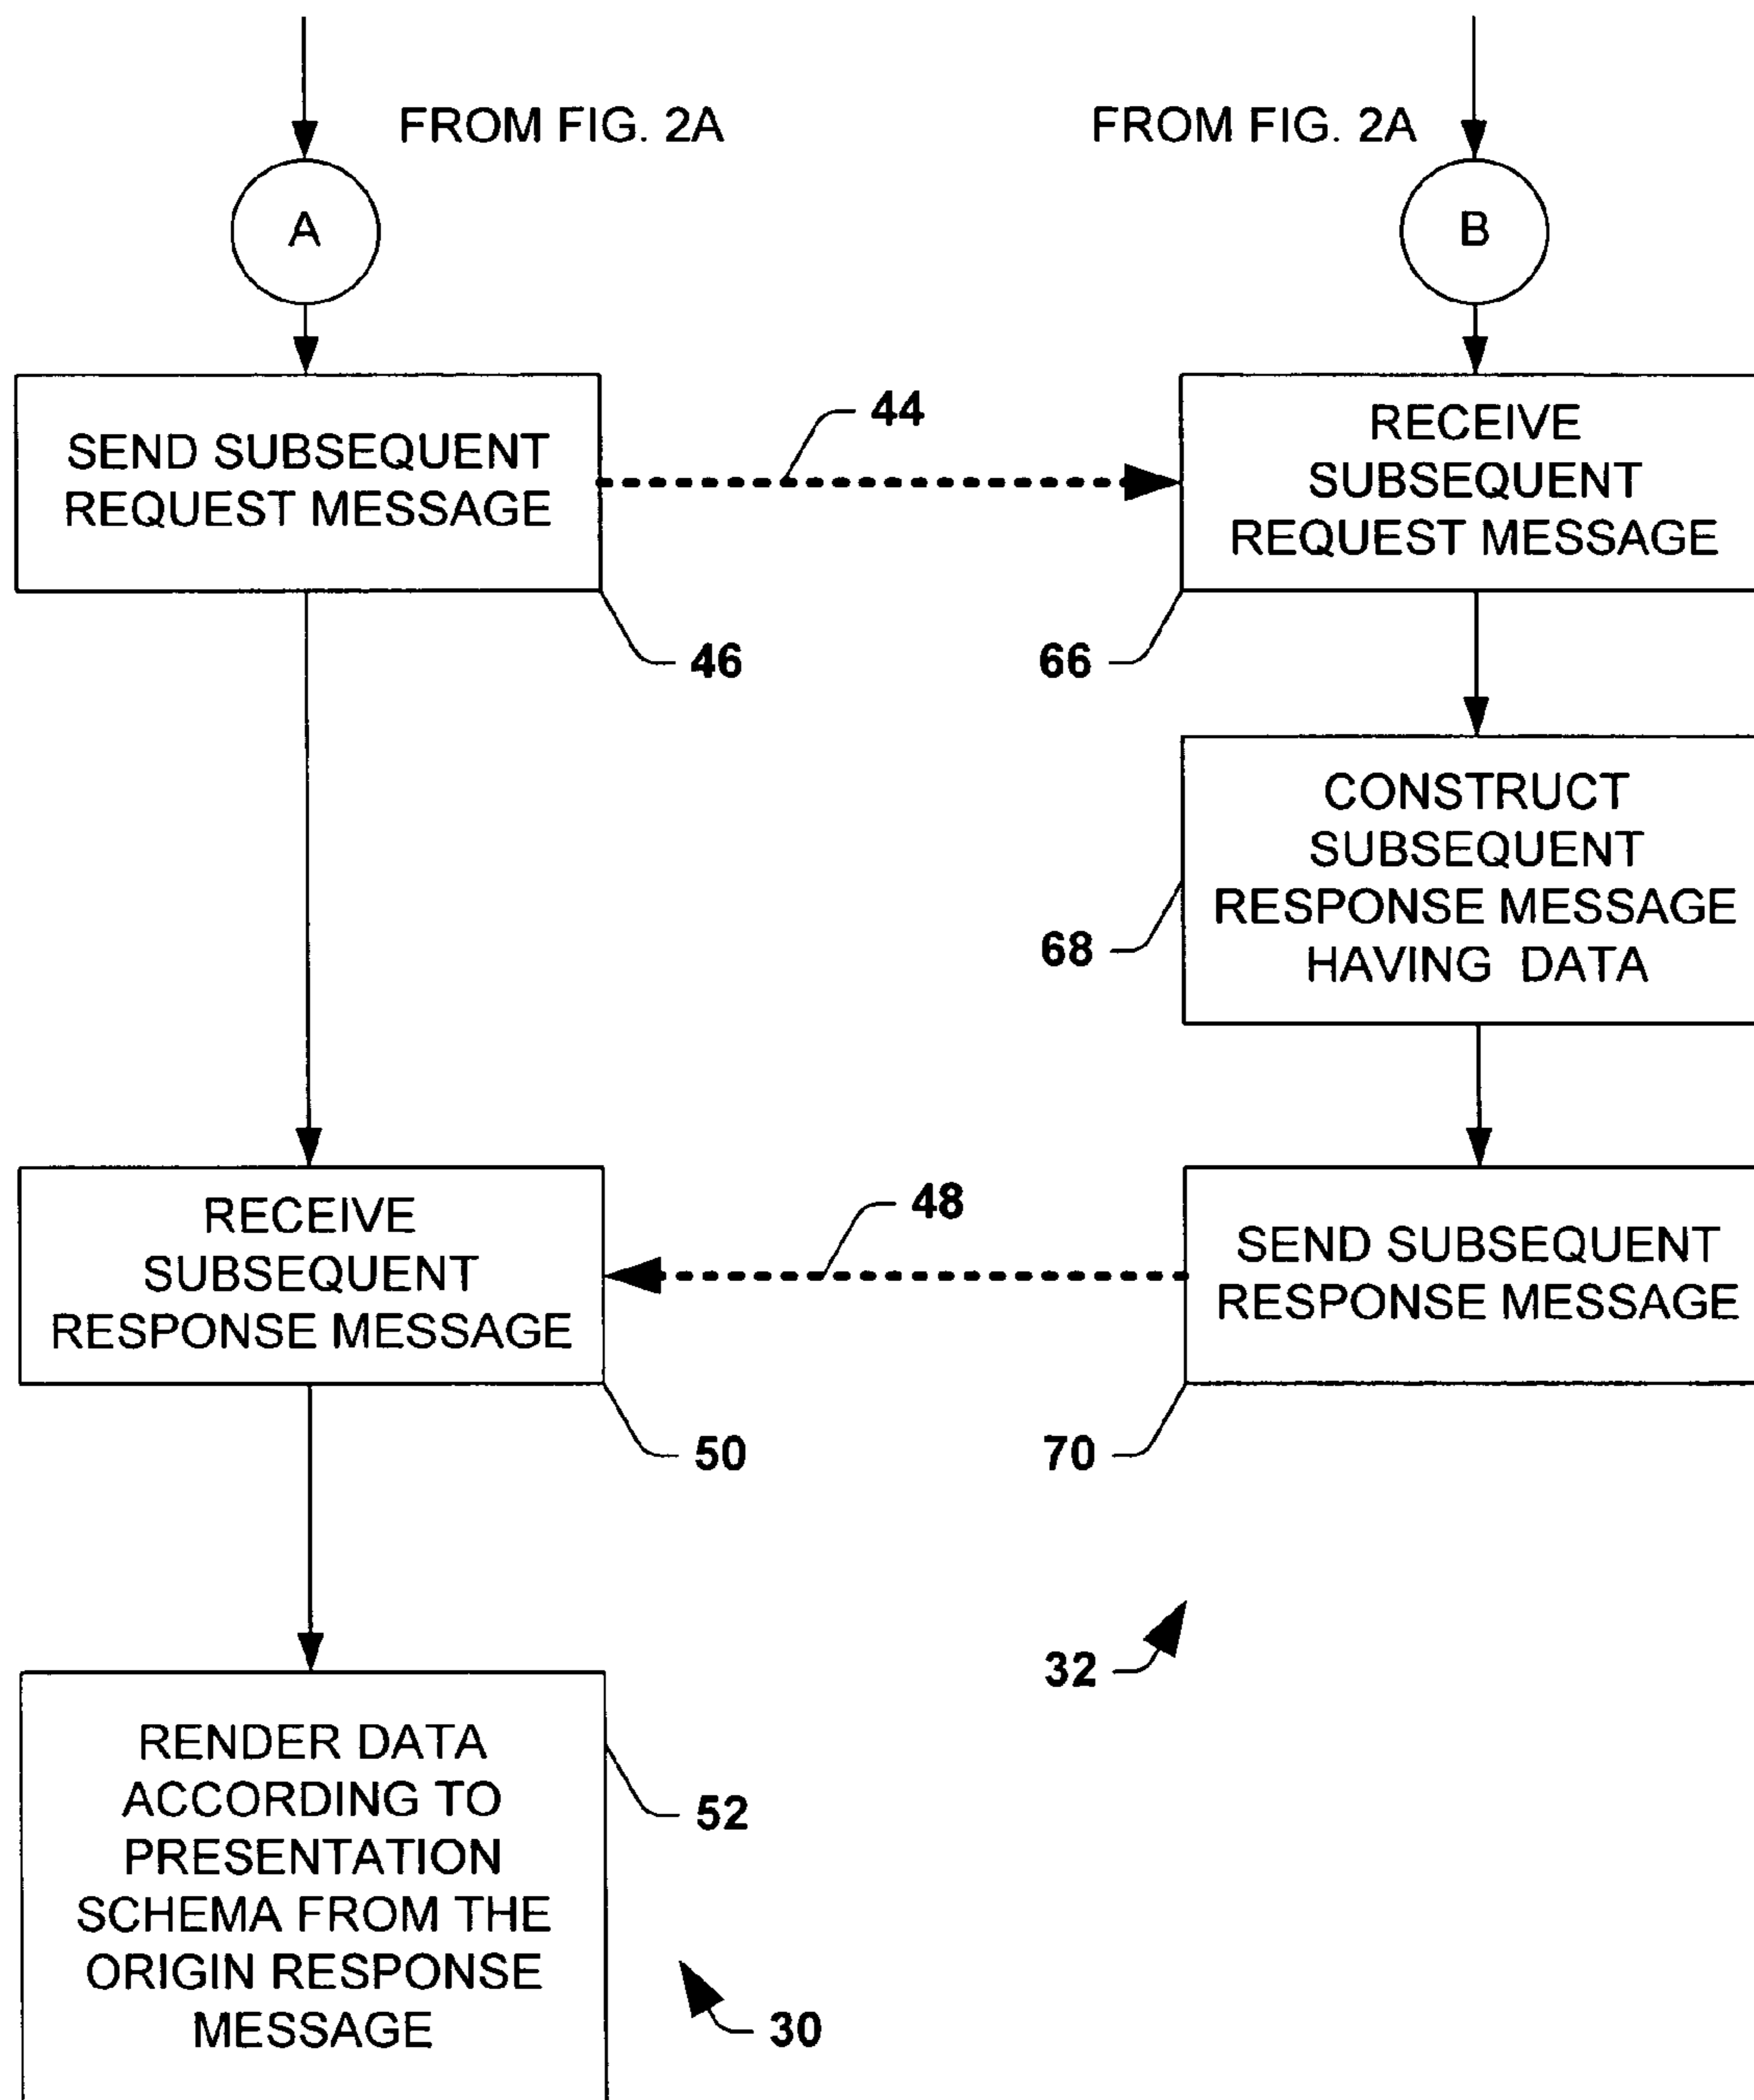 FROM FIG. 2A
FROM FIG. 2A
A
B
SEND SUBSEQUENT
REQUEST MESSAGE
44
RECEIVE
SUBSEQUENT
REQUEST MESSAGE
46
66
CONSTRUCT
SUBSEQUENT
RESPONSE MESSAGE
HAVING DATA
68
RECEIVE
SUBSEQUENT
RESPONSE MESSAGE
48
SEND SUBSEQUENT
RESPONSE MESSAGE
50
70
32
RENDER DATA
ACCORDING TO
PRESENTATION
SCHEMA FROM THE
ORIGIN RESPONSE
MESSAGE
52
30